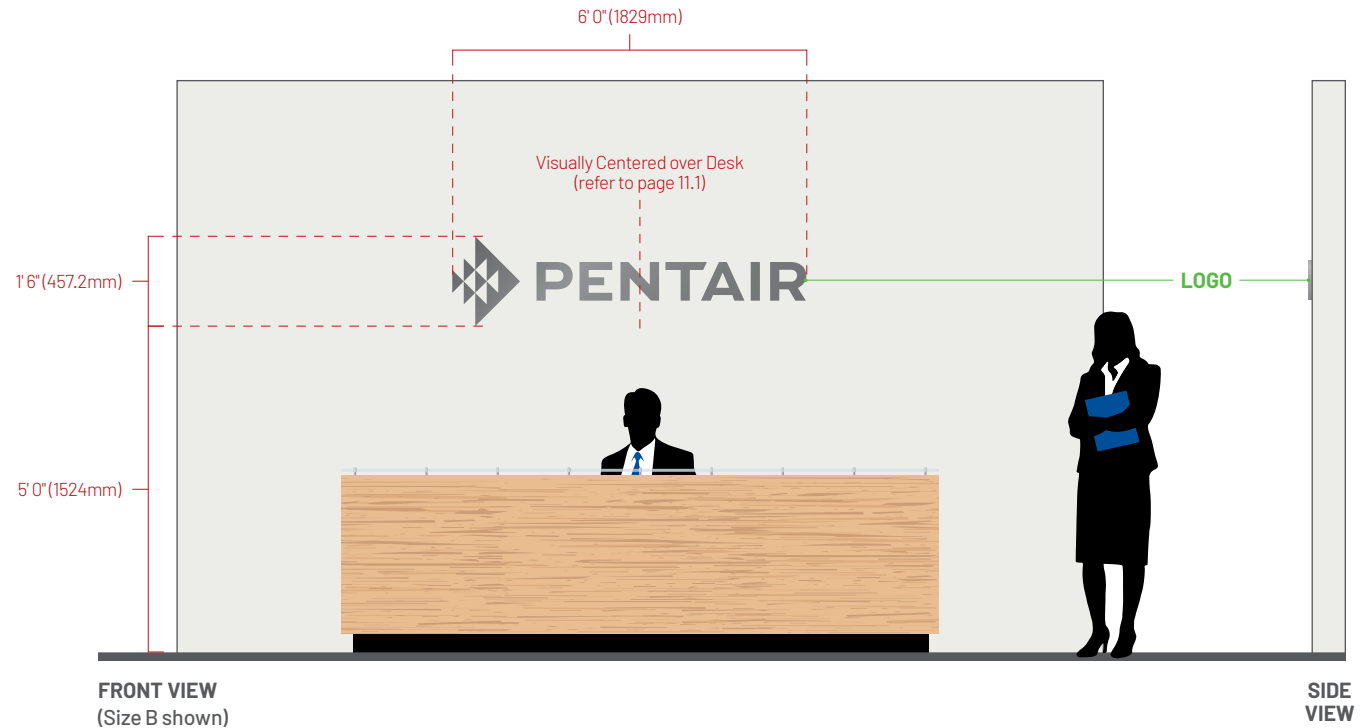 6' 0" (1829mm)
Visually Centered over Desk
(refer to page 11.1)
1' 6" (457.2mm)
PENTAIR
LOGO
5' 0" (1524mm)
FRONT VIEW
(Size B shown)
SIDE
VIEW